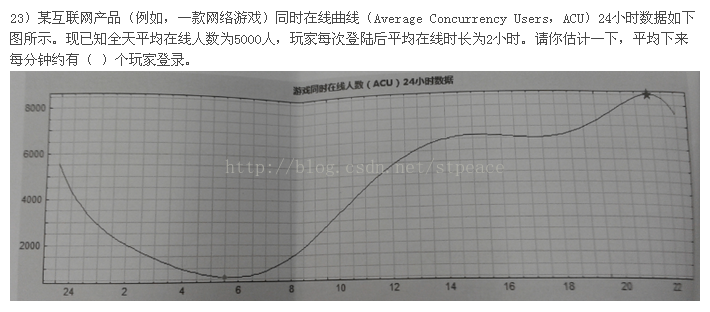 23）某互联网产品（例如，一款网络游戏）同时在线曲线（Average Concurrency Users，ACU）24小时数据如下
图所示。现已知全天平均在线人数为5000人，玩家每次登陆后平均在线时长为2小时。请你估计一下，平均下来
每分钟约有（ ）个玩家登录。
游戏同时在线人数（ACU）24小时数据
8000
6000
4000
2000
http://blog.csdn.net/stpeace
24 2 4 6 8 10 12 14 16 18 20 22